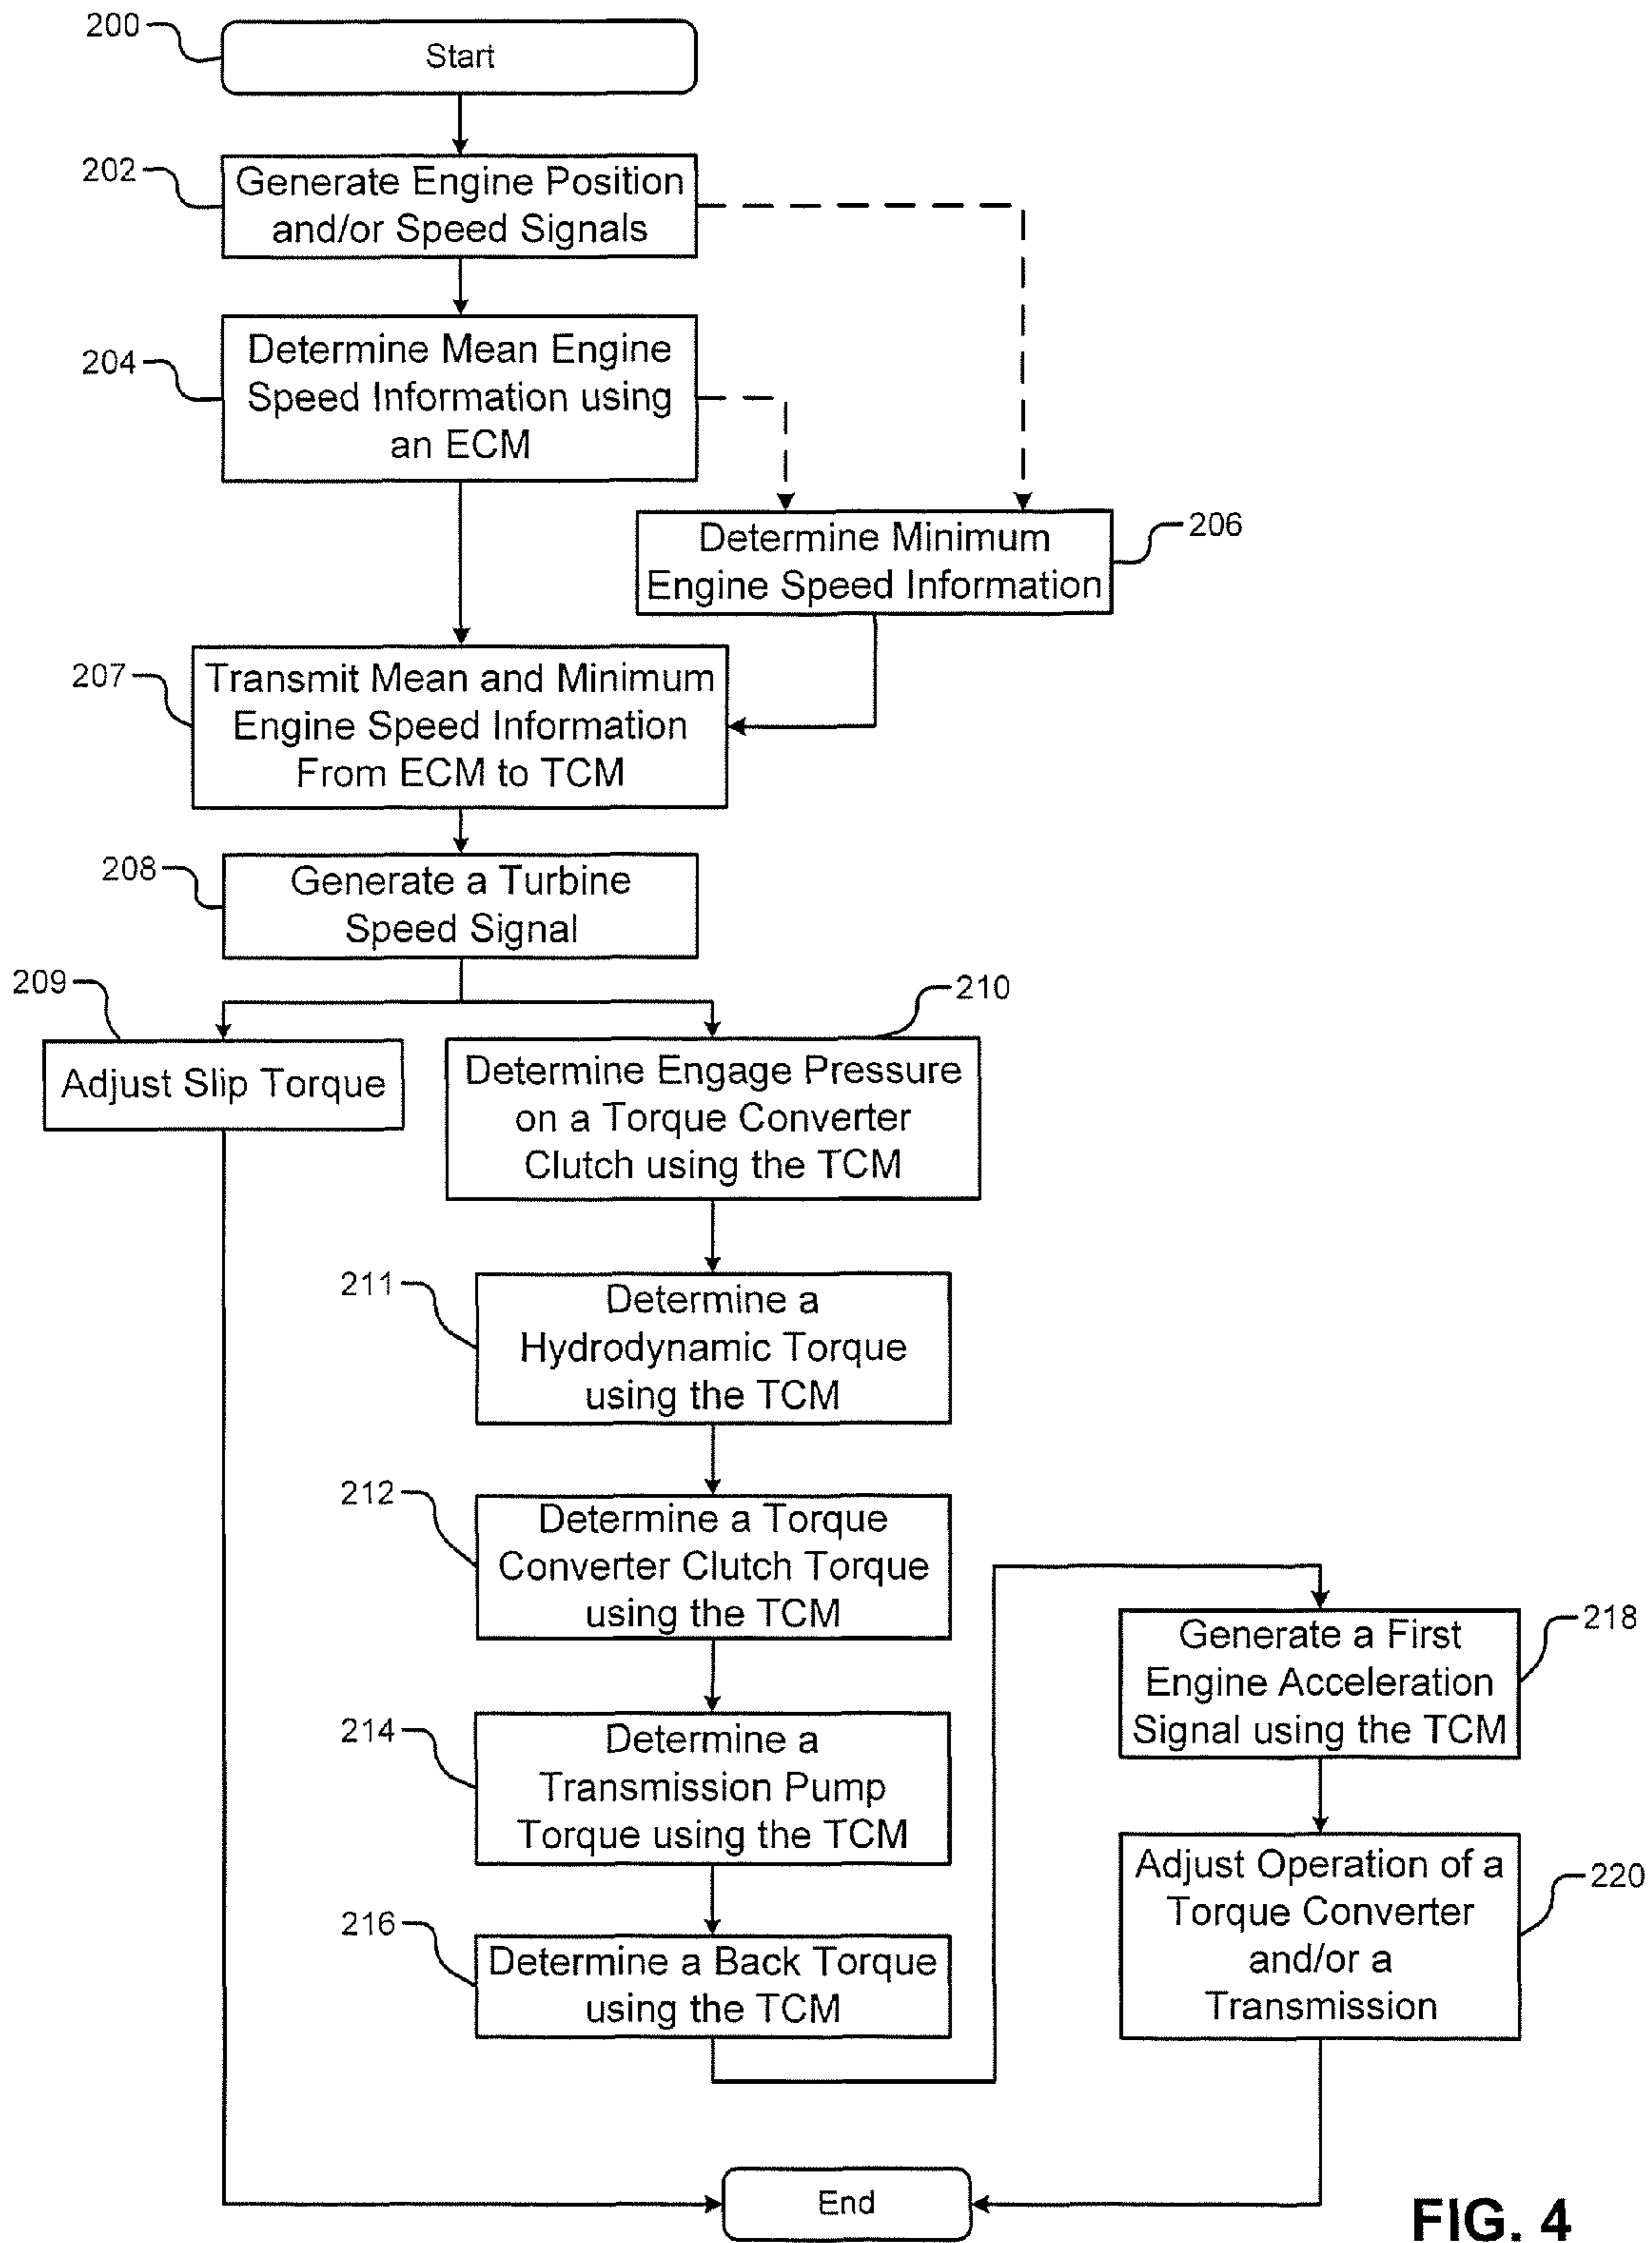 200
Start
202
Generate Engine Position
and/or Speed Signals
204
Determine Mean Engine
Speed Information using
an ECM
Determine Minimum
Engine Speed Information
206
207
Transmit Mean and Minimum
Engine Speed Information
From ECM to TCM
208
Generate a Turbine
Speed Signal
209
Adjust Slip Torque
210
Determine Engage Pressure
on a Torque Converter
Clutch using the TCM
211
Determine a
Hydrodynamic Torque
using the TCM
212
Determine a Torque
Converter Clutch Torque
using the TCM
214
Determine a
Transmission Pump
Torque using the TCM
216
Determine a Back Torque
using the TCM
218
Generate a First
Engine Acceleration
Signal using the TCM
220
Adjust Operation of a
Torque Converter
and/or a
Transmission
End
FIG. 4